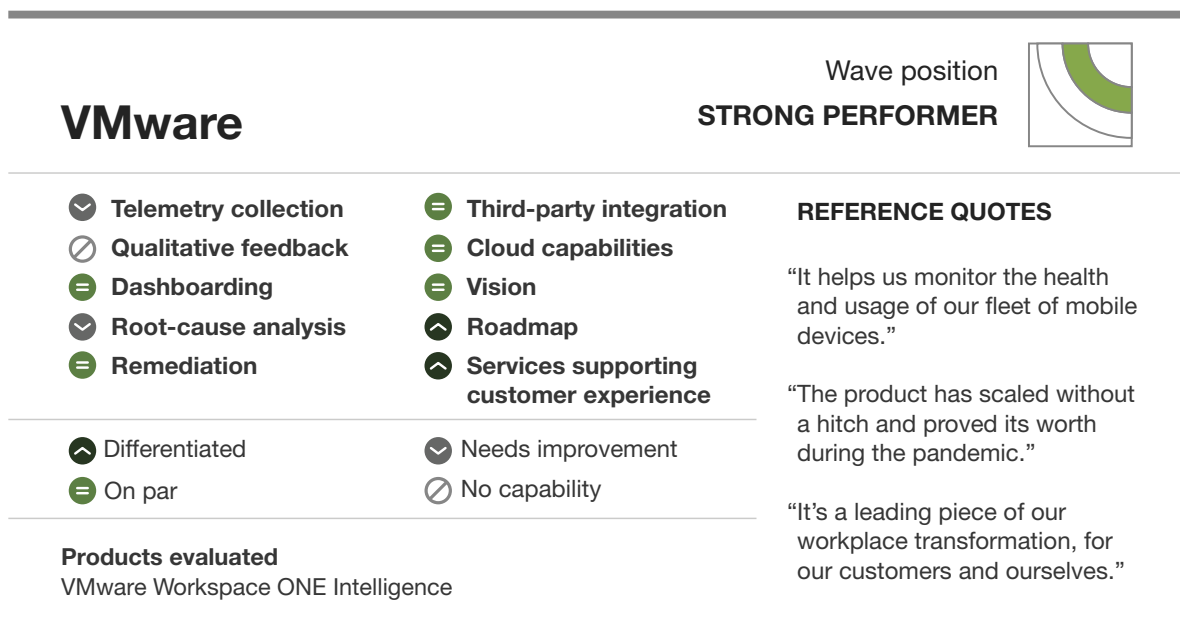 VMware
Wave position
STRONG PERFORMER
Telemetry collection
Qualitative feedback
Dashboarding
Root-cause analysis
Remediation
Third-party integration
Cloud capabilities
Vision
Roadmap
Services supporting
customer experience
Differentiated
On par
Needs improvement
No capability
Products evaluated
VMware Workspace ONE Intelligence
REFERENCE QUOTES
“It helps us monitor the health
and usage of our fleet of mobile
devices.”
“The product has scaled without
a hitch and proved its worth
during the pandemic.”
“It’s a leading piece of our
workplace transformation, for
our customers and ourselves.”